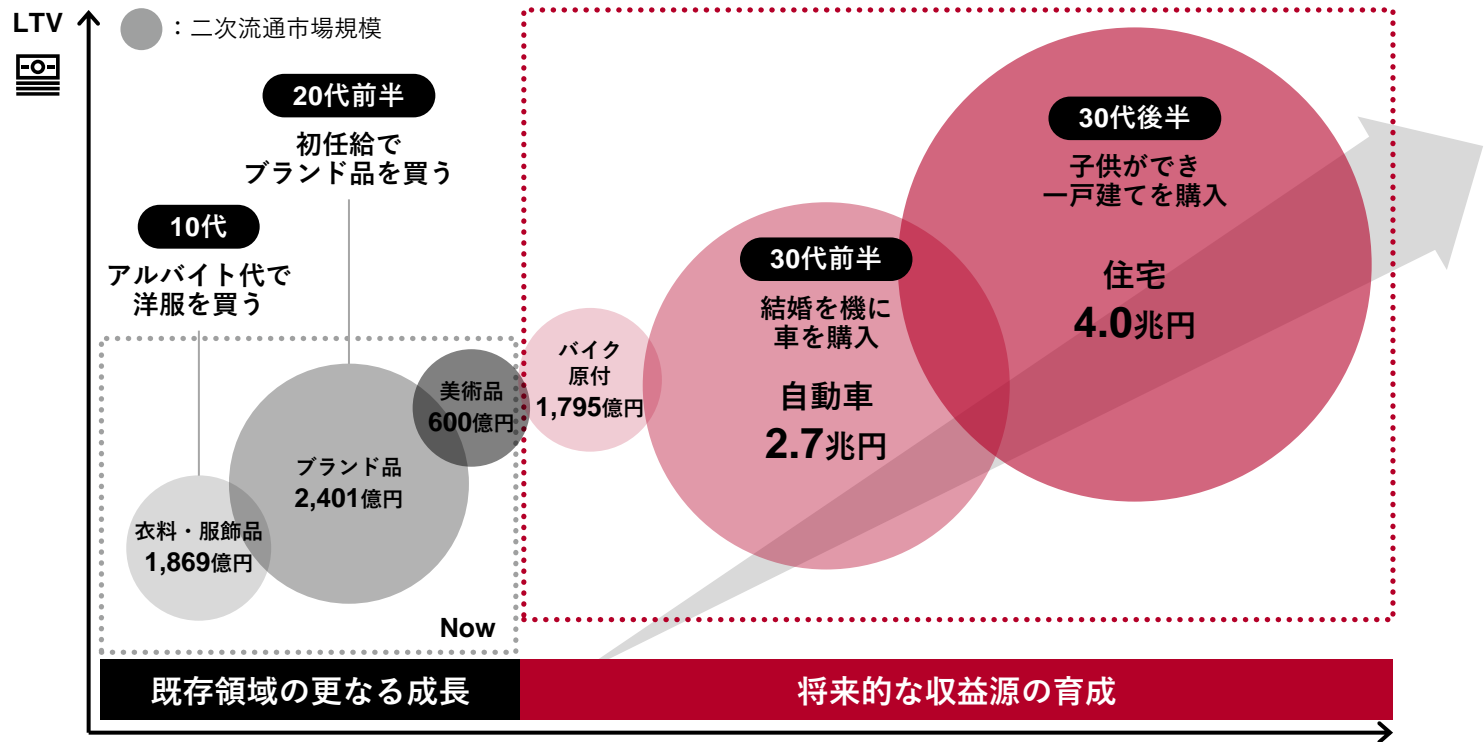 LTV
：二次流通市場規模
20代前半
初任給で
ブランド品を買う
10代
アルバイト代で
洋服を買う
衣料・服飾品
1,869億円
ブランド品
2,401億円
美術品
600億円
Now
バイク
原付
1,795億円
30代前半
結婚を機に
車を購入
自動車
2.7兆円
30代後半
子供ができ
一戸建てを購入
住宅
4.0兆円
既存領域の更なる成長
将来的な収益源の育成